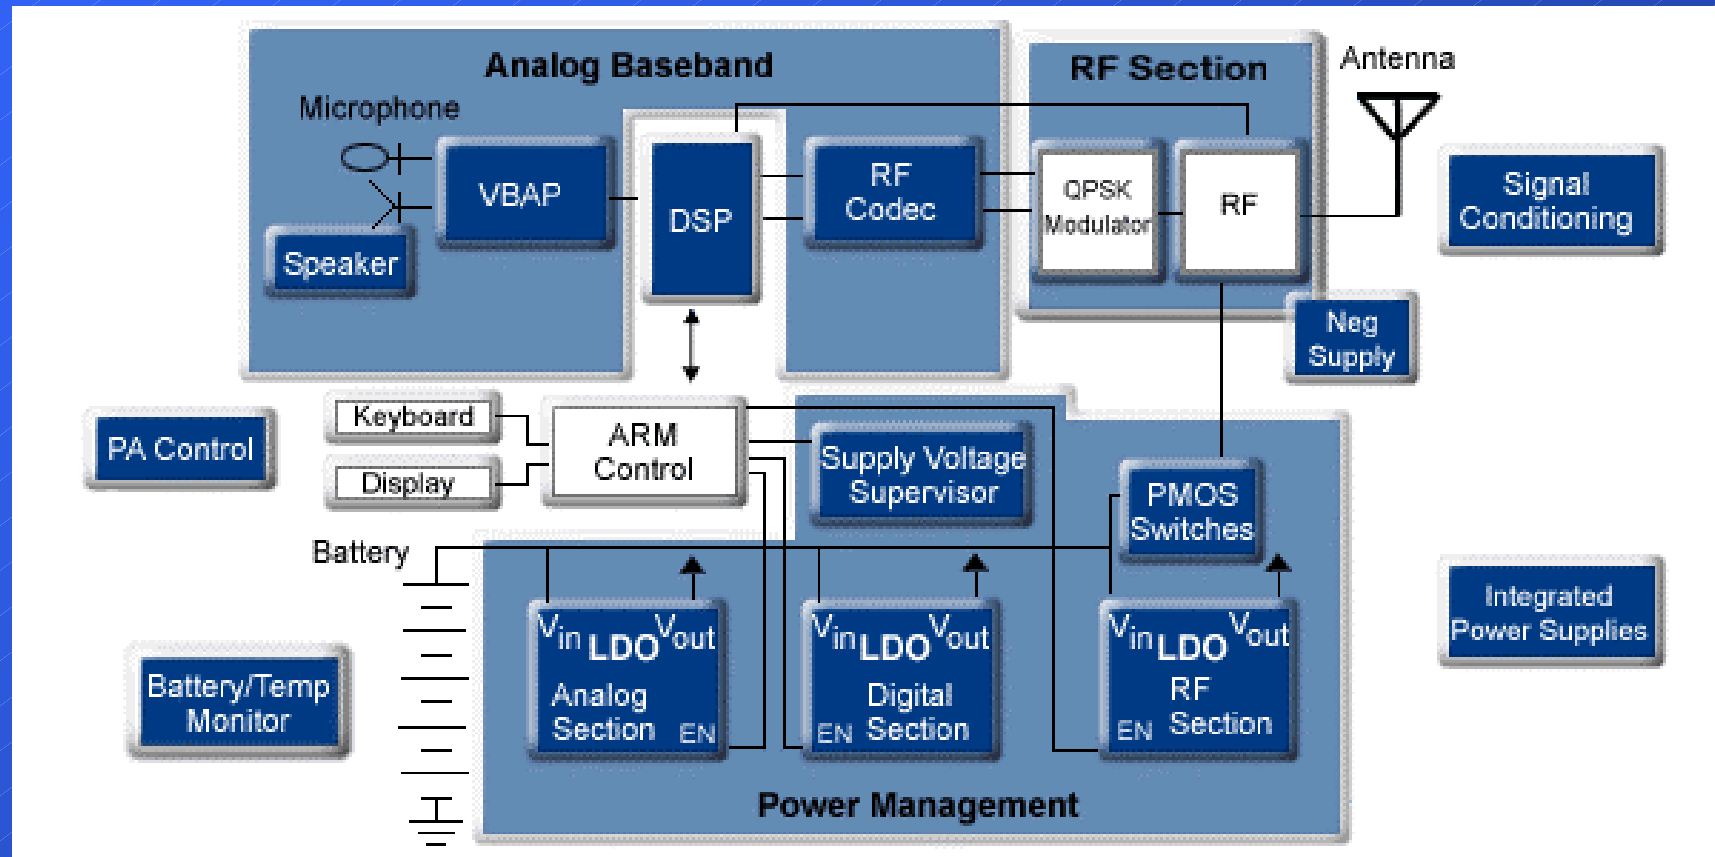 Analog Baseband
RF Section
Antenna
Microphone
VBAP
DSP
RF
Codec
QPSK
Modulator
RF
Signal
Conditioning
Speaker
Neg
Supply
Keyboard
Display
ARM
Control
PA Control
Supply Voltage
Supervisor
PMOS
Switches
Battery
Vin LDO Vout
Analog
Section EN
Vin LDO Vout
Digital
EN Section
Vin LDO Vout
RF
EN Section
Integrated
Power Supplies
Battery/Temp
Monitor
Power Management